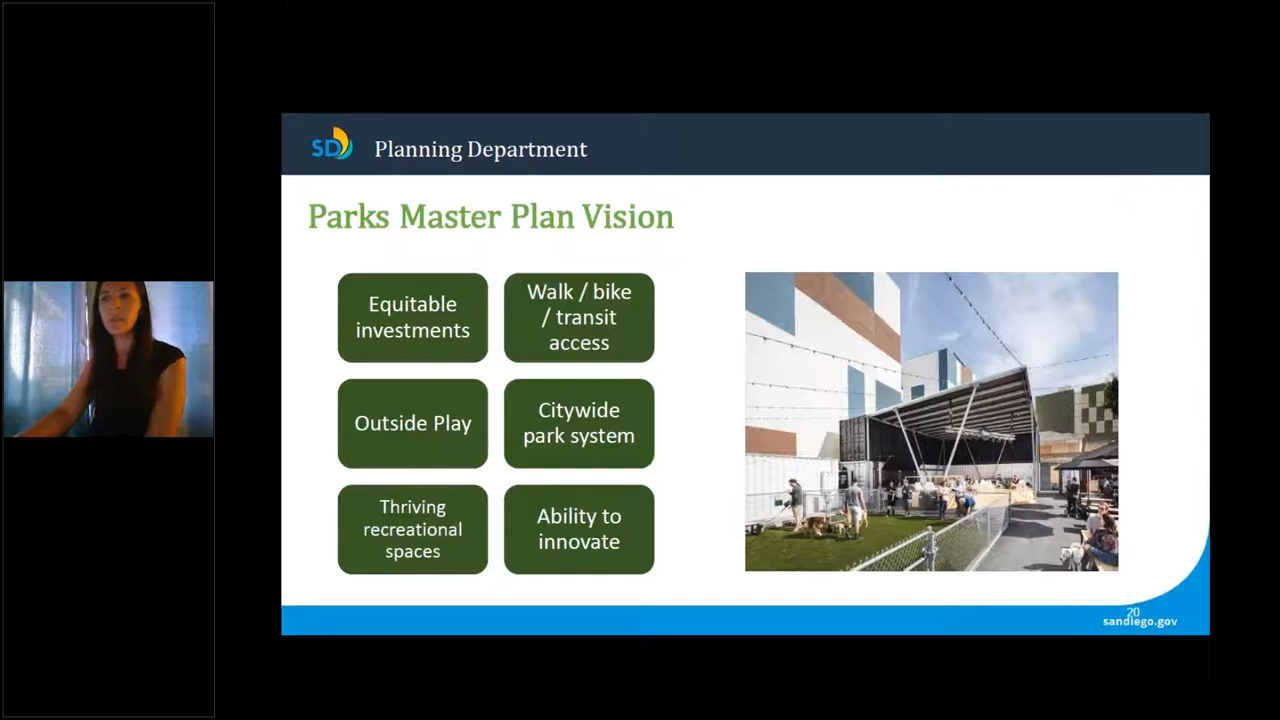 SD
Planning Department
Parks Master Plan Vision
Equitable
investments
Walk / bike
/ transit
access
Outside Play
Citywide
park system
Thriving
recreational
spaces
Ability to
innovate
20
sandiego.gov